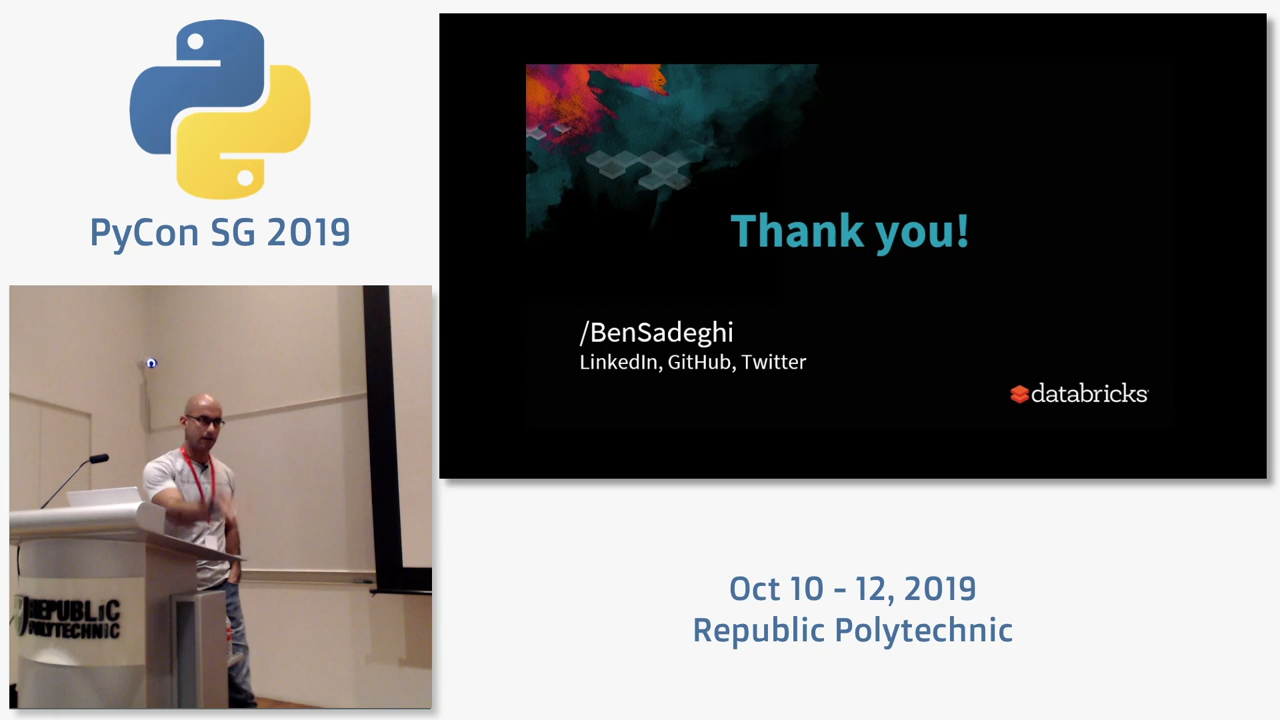 PyCon SG 2019
Thank you!
/BenSadeghi
LinkedIn, GitHub, Twitter
databricks
REPUBLIC
POLYTECHNIC
Oct 10 - 12, 2019
Republic Polytechnic